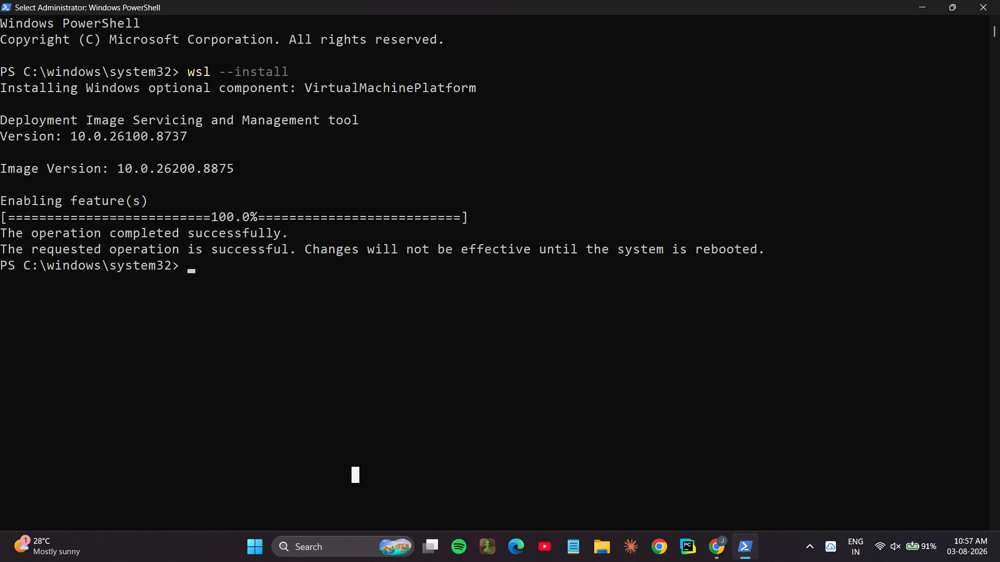 Select Administrator: Windows PowerShell
Windows PowerShell
Copyright (C) Microsoft Corporation. All rights reserved.
PS C:\windows\system32> wsl --install
Installing Windows optional component: VirtualMachinePlatform
Deployment Image Servicing and Management tool
Version: 10.0.26100.8737
Image Version: 10.0.26200.8875
Enabling feature(s)
[==========================100.0%==========================]
The operation completed successfully.
The requested operation is successful. Changes will not be effective until the system is rebooted.
PS C:\windows\system32>
1
28°C
Mostly sunny
Search
PC
J
ENG
IN
91%
10:57 AM
03-08-2026